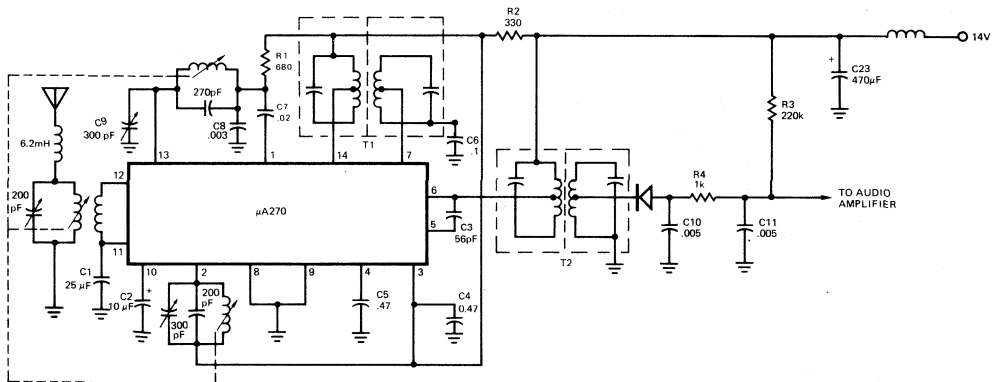 R2
330
14V
R1
680
+
C23
470µF
270pF
R3
220k
C9
300 pF
C7
.02
C8
.003
C6
.1
6.2mH
T1
13
1
14
7
12
R4
1k
TO AUDIO
AMPLIFIER
200
pF
µA270
6
5
C3
56pF
C10
.005
C11
.005
11
T2
C1
25 µF
10
2
8
9
4
3
C2
10 µF
+
200
pF
300
pF
C5
.47
C4
0.47